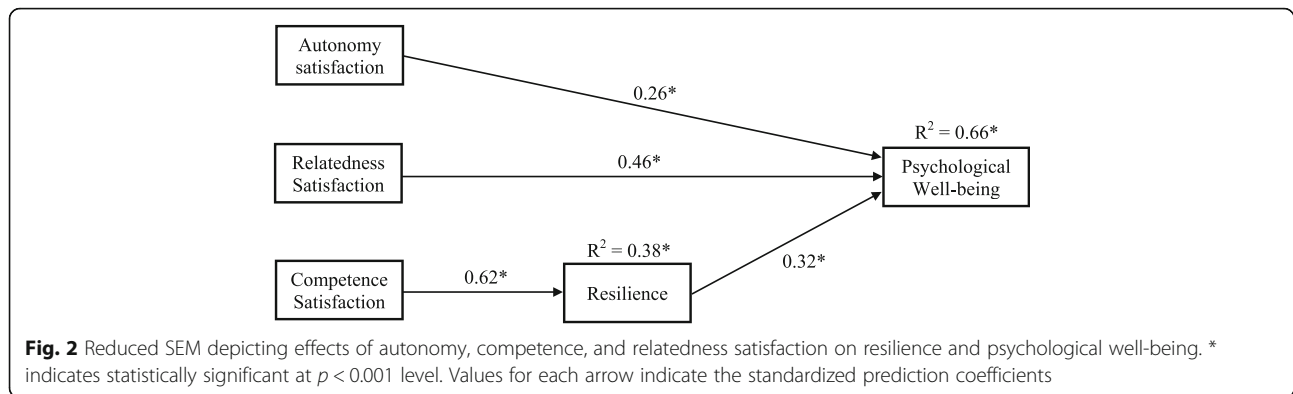 Autonomy
satisfaction
0.26*
R² = 0.66*
Relatedness
Satisfaction
0.46*
Psychological
Well-being
R² = 0.38*
0.32*
Competence
Satisfaction
0.62*
Resilience
Fig. 2 Reduced SEM depicting effects of autonomy, competence, and relatedness satisfaction on resilience and psychological well-being. *
indicates statistically significant at p < 0.001 level. Values for each arrow indicate the standardized prediction coefficients